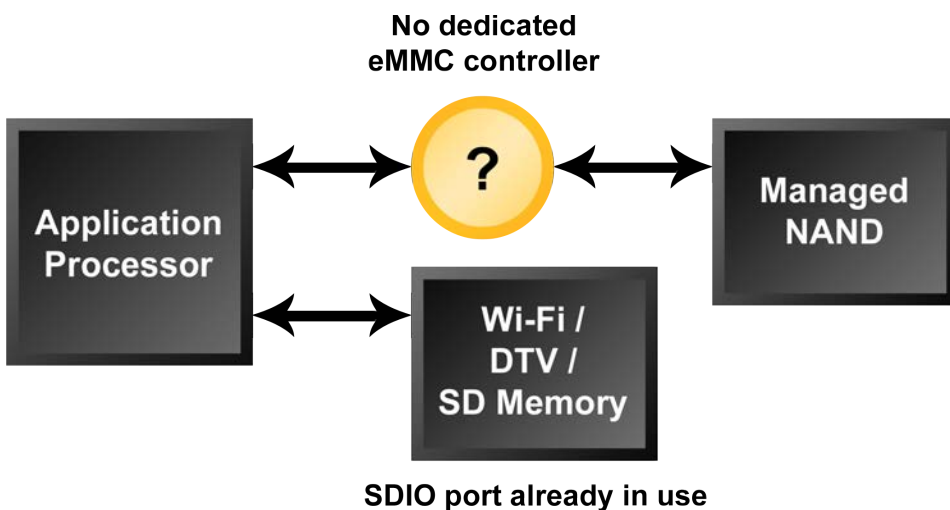 No dedicated
eMMC controller
?
Application
Processor
Managed
NAND
Wi-Fi /
DTV /
SD Memory
SDIO port already in use